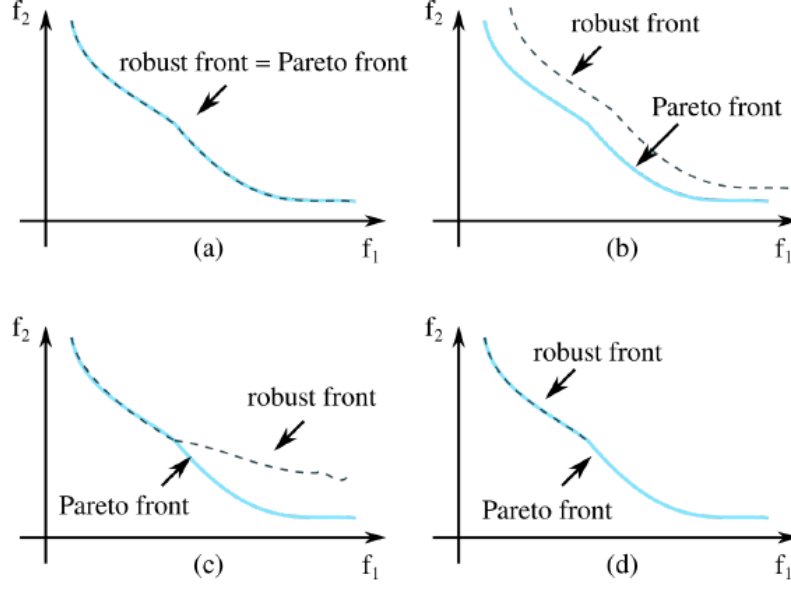 f₂
robust front = Pareto front
f₁
(a)
f₂
robust front
Pareto front
f₁
(b)
f₂
robust front
Pareto front
f₁
(c)
f₂
robust front
Pareto front
f₁
(d)